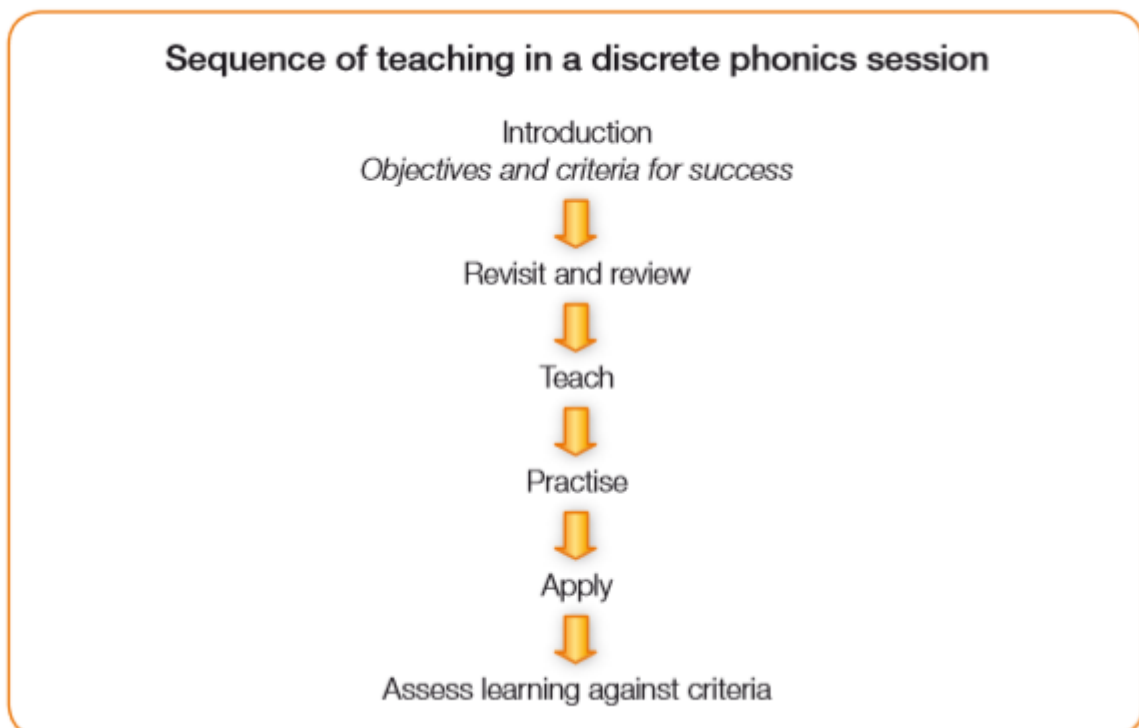 Sequence of teaching in a discrete phonics session
Introduction
Objectives and criteria for success
Revisit and review
Teach
Practise
Apply
Assess learning against criteria